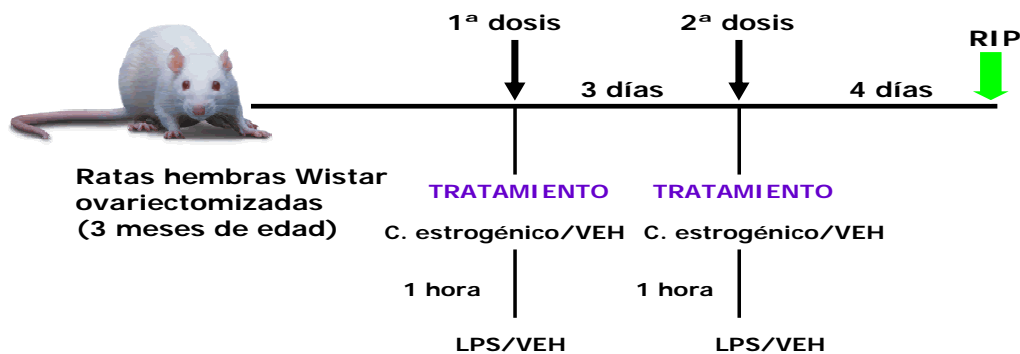 1ª dosis
2ª dosis
RIP
3 días
4 días
Ratas hembras Wistar
ovariectomizadas
(3 meses de edad)
TRATAMIENTO
TRATAMIENTO
C. estrogénico/VEH
C. estrogénico/VEH
1 hora
1 hora
LPS/VEH
LPS/VEH